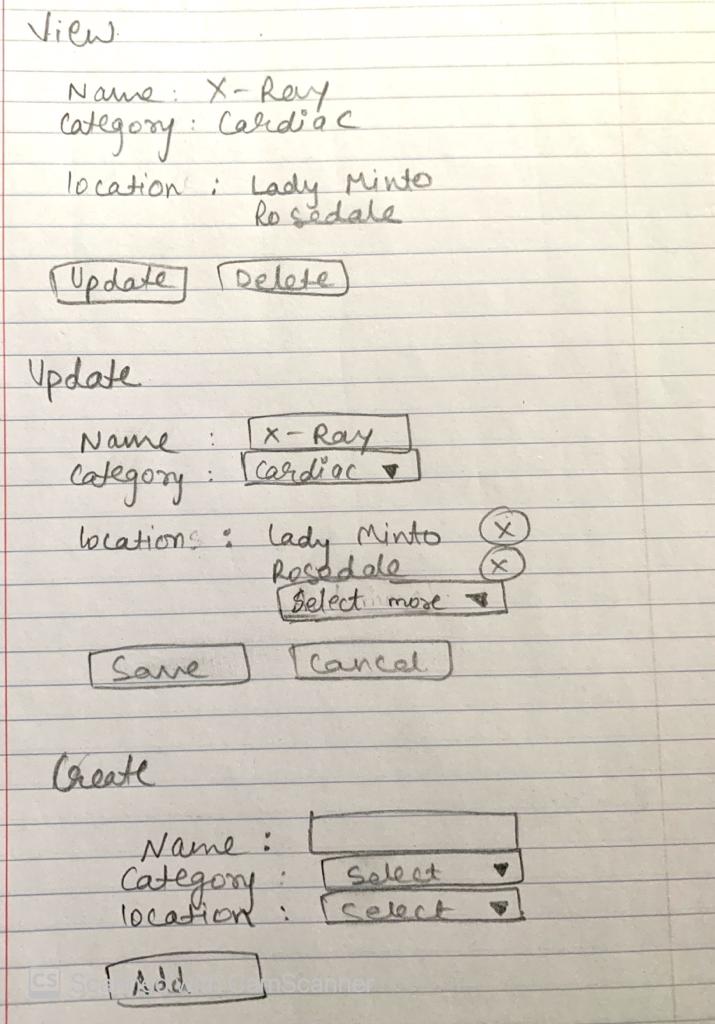 View
Name : X-Ray
Category : Cardiac
location : Lady Minto
Rosedale
Update Delete
Update
Name : X-Ray
Category : Cardiac ▼
locations : Lady Minto X
Rosedale X
Select more ▼
Save Cancel
Create
Name :
Category : Select ▼
location : Select ▼
Add
CS Scanned with CamScanner